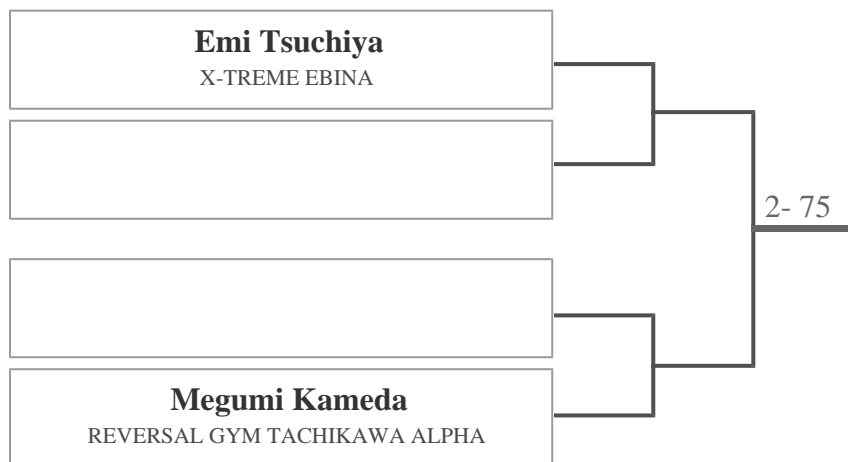 Emi Tsuchiya
X-TREME EBINA
2- 75
Megumi Kameda
REVERSAL GYM TACHIKAWA ALPHA